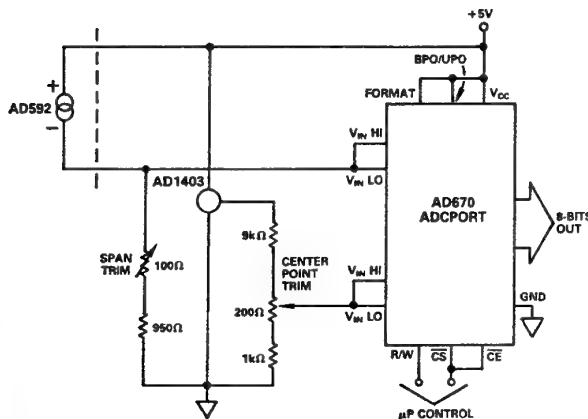 +5V
BPO/UPO
FORMAT
VCC
+
AD592
−
VIN HI
VIN LO
AD1403
AD670
ADCPORT
8-BITS
OUT
9kΩ
SPAN
TRIM
100Ω
CENTER
POINT
TRIM
VIN HI
200Ω
VIN LO
GND
950Ω
1kΩ
R/W
CS
CE
μP CONTROL